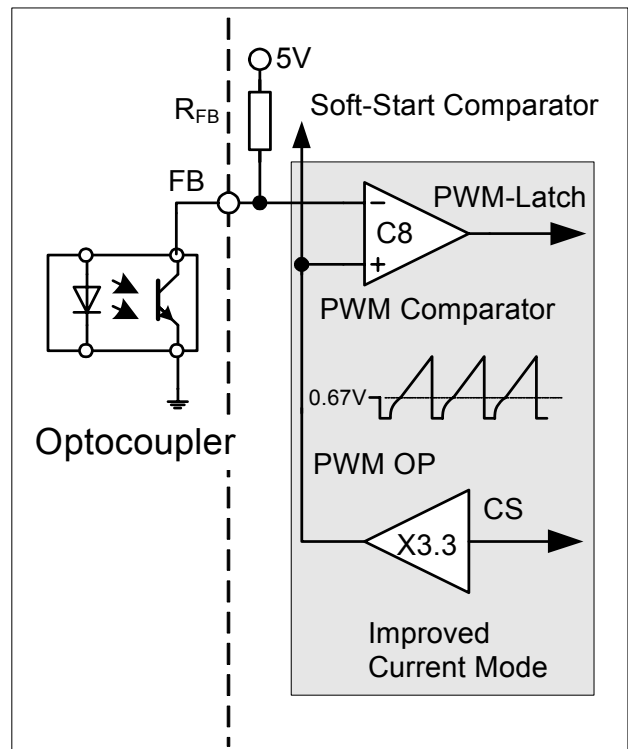 5V
R_FB
Soft-Start Comparator
FB
PWM-Latch
−
C8
+
PWM Comparator
0.67V
Optocoupler
PWM OP
CS
X3.3
Improved
Current Mode